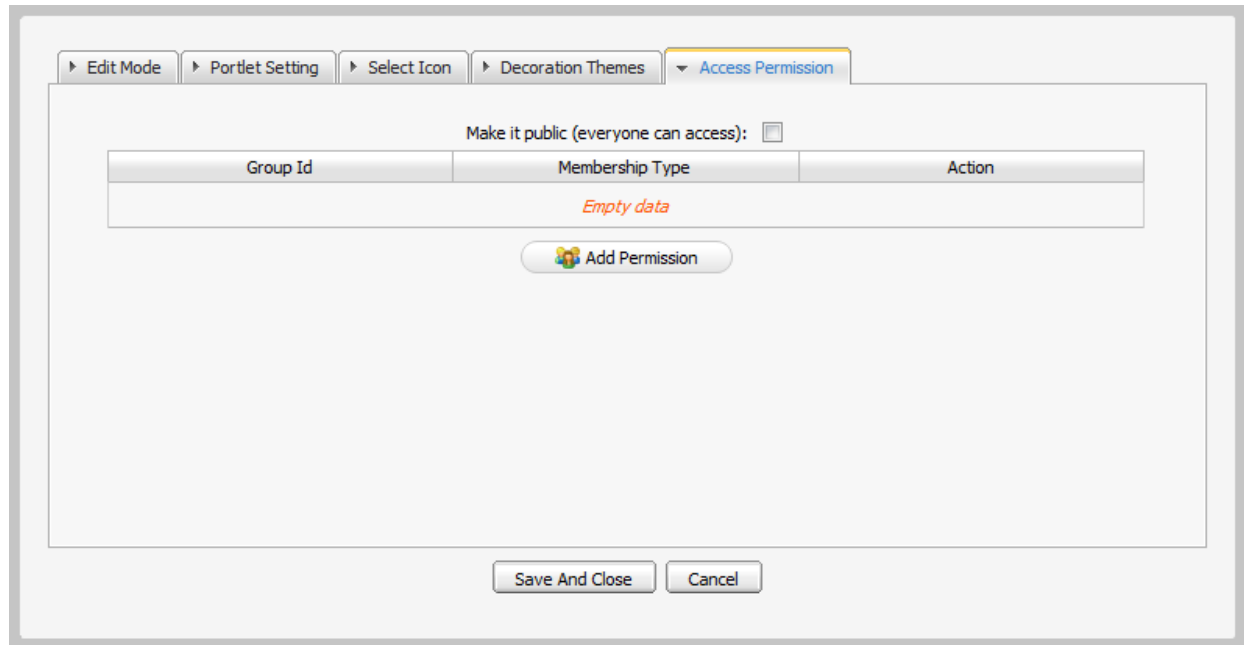 Edit Mode Portlet Setting Select Icon Decoration Themes Access Permission
Make it public (everyone can access):
Group Id Membership Type Action
Empty data
Add Permission
Save And Close Cancel